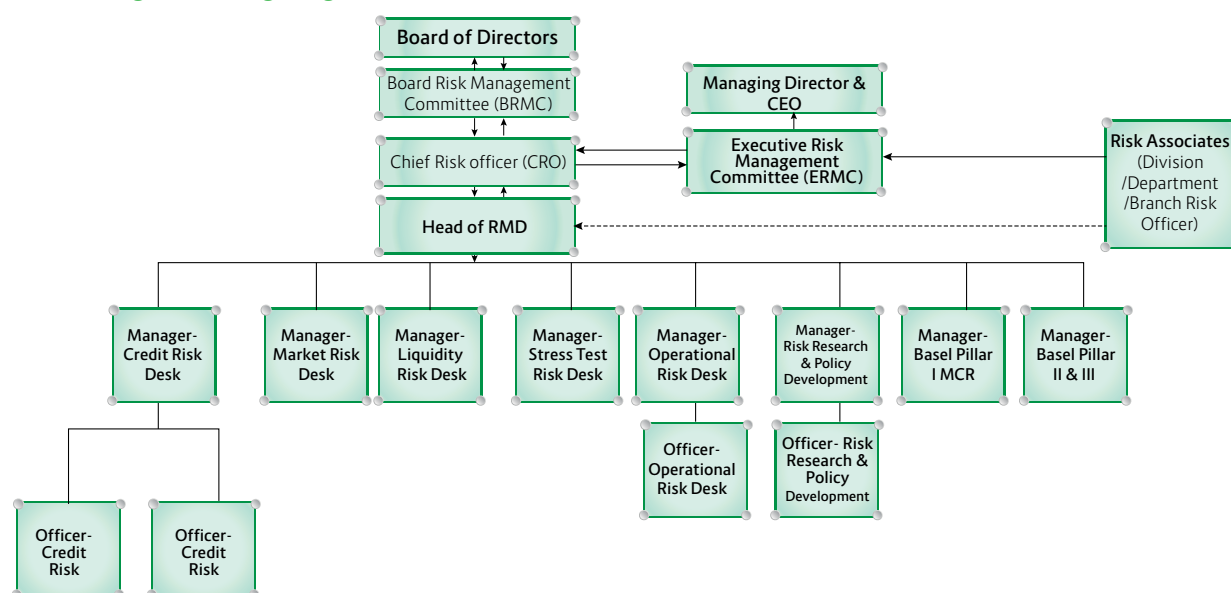 Board of Directors
Board Risk Management
Committee (BRMC)
Managing Director &
CEO
Chief Risk officer (CRO)
Executive Risk
Management
Committee (ERMC)
Risk Associates
(Division
/Department
/Branch Risk
Officer)
Head of RMD
Manager-
Credit Risk
Desk
Manager-
Market Risk
Desk
Manager-
Liquidity
Risk Desk
Manager-
Stress Test
Risk Desk
Manager-
Operational
Risk Desk
Manager-
Risk Research
& Policy
Development
Manager-
Basel Pillar
I MCR
Manager-
Basel Pillar
II & III
Officer-
Operational
Risk Desk
Officer- Risk
Research &
Policy
Development
Officer-
Credit
Risk
Officer-
Credit
Risk